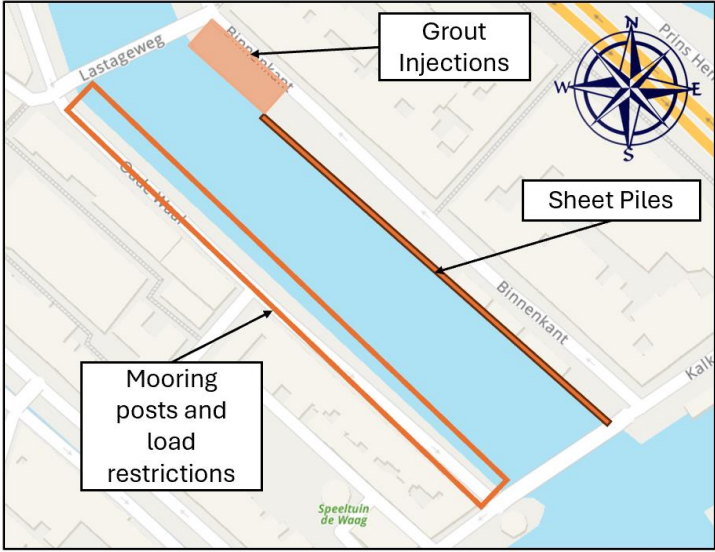 Grout
Injections
Lastageweg
Binnenkant
Prins Hen
N
W
E
S
Oude Waal
Sheet Piles
Binnenkant
Kalk
Mooring
posts and
load
restrictions
Speeltuin
de Waag